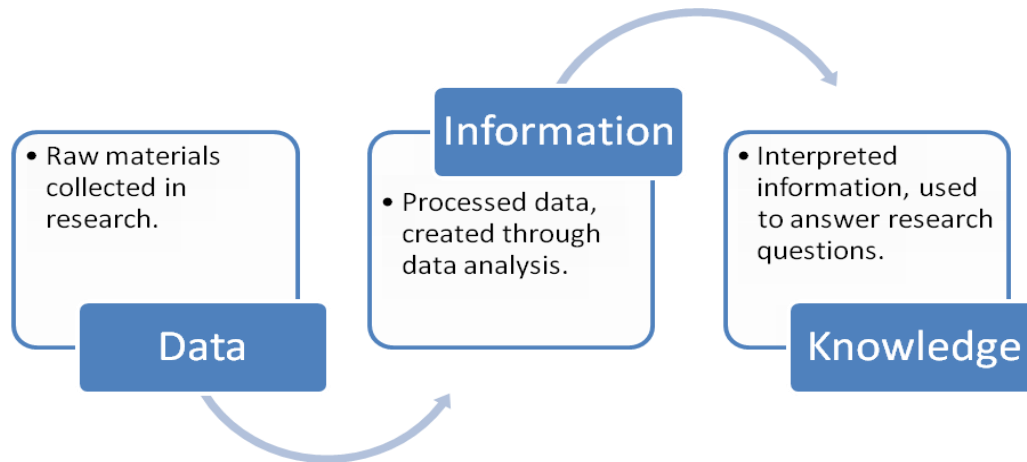 • Raw materials
collected in
research.
Data
Information
• Processed data,
created through
data analysis.
• Interpreted
information, used
to answer research
questions.
Knowledge